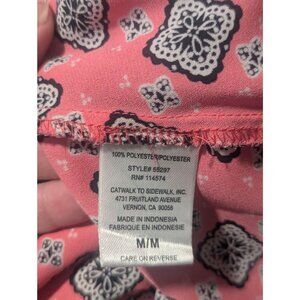 100% POLYESTER/POLYESTER
STYLE# 55297
RN# 114574
CATWALK TO SIDEWALK, INC.
4731 FRUITLAND AVENUE
VERNON, CA 90058
MADE IN INDONESIA
FABRIQUE EN INDONESIE
M/M
CARE ON REVERSE